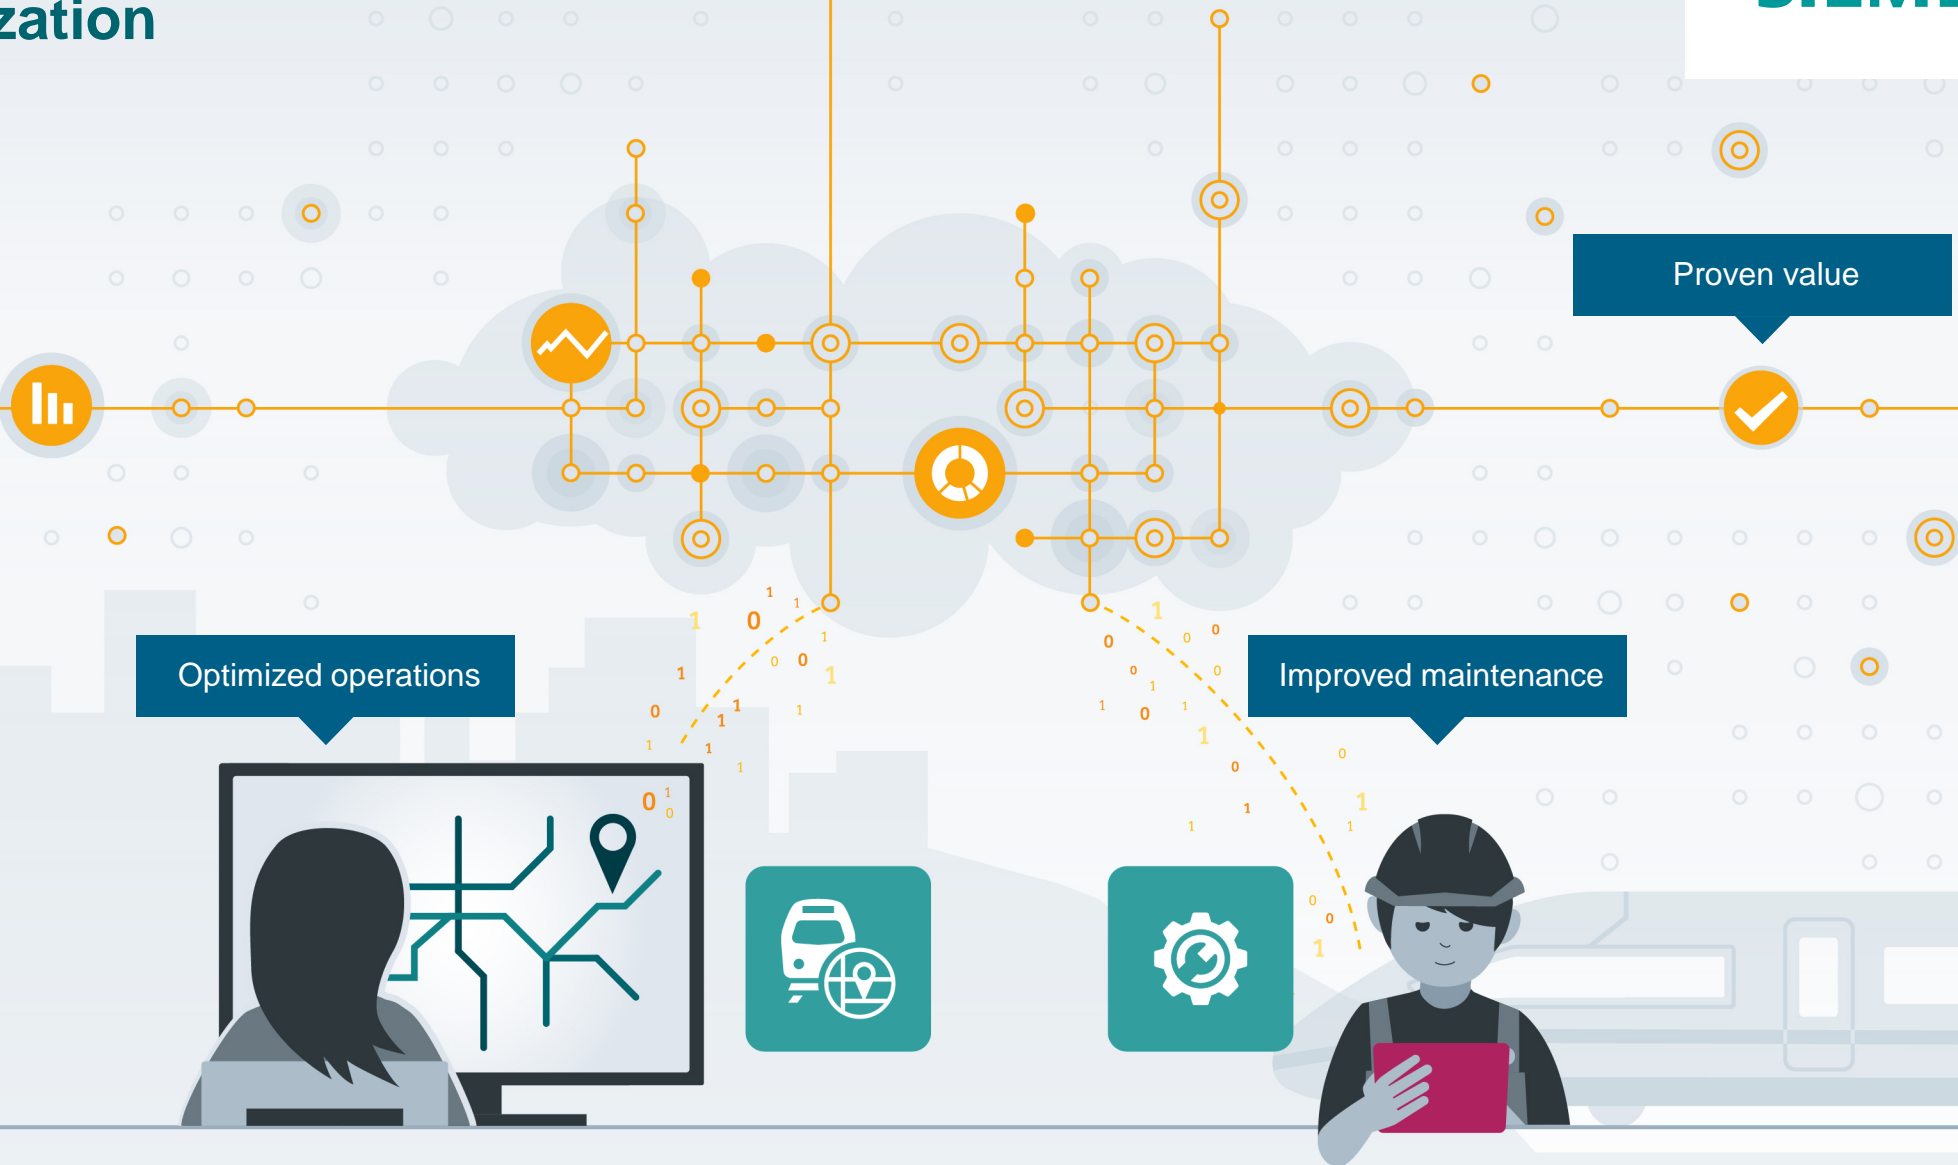 zation
Proven value
Optimized operations
Improved maintenance